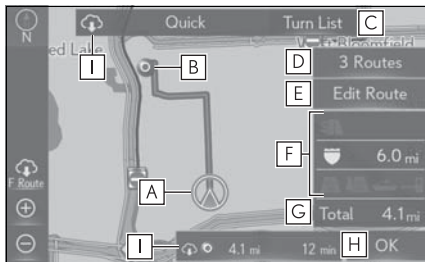 Quick Turn List C
N
I
ed Lake
Bloomfield
B
D 3 Routes
E Edit Route
F
6.0 mi
F Route
A
G Total 4.1 mi
I 4.1 mi 12 min H OK